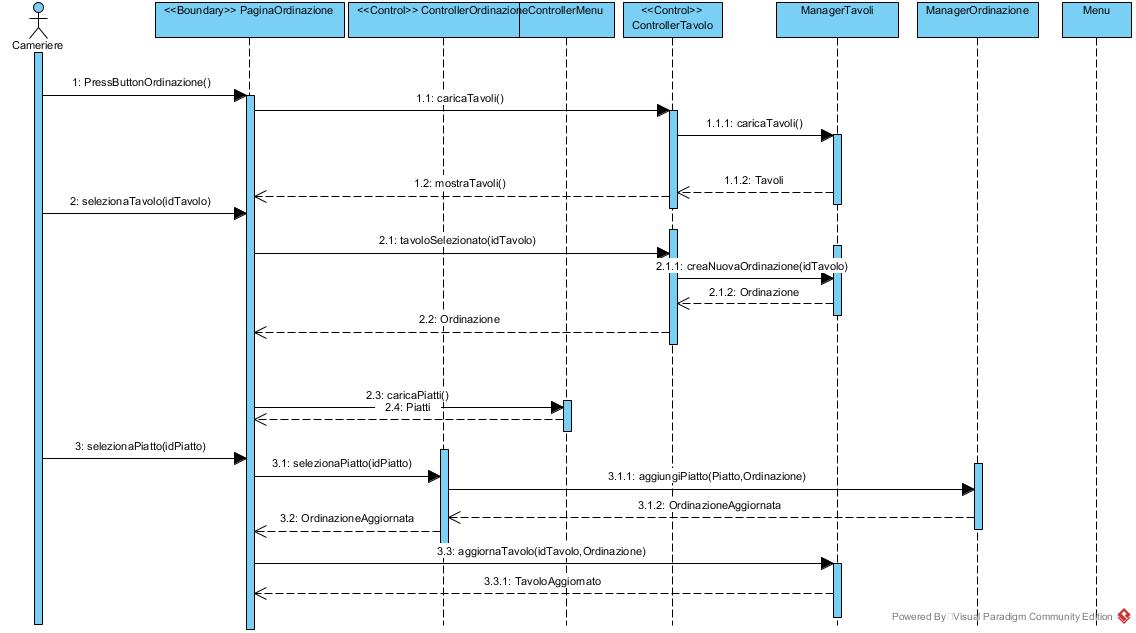 <<Boundary>> PaginaOrdinazione
<<Control>> ControllerOrdinazione
ControllerMenu
<<Control>>
ControllerTavolo
ManagerTavoli
ManagerOrdinazione
Menu
Cameriere
1: PressButtonOrdinazione()
1.1: caricaTavoli()
1.1.1: caricaTavoli()
1.1.2: Tavoli
1.2: mostraTavoli()
2: selezionaTavolo(idTavolo)
2.1: tavoloSelezionato(idTavolo)
2.1.1: creaNuovaOrdinazione(idTavolo)
2.1.2: Ordinazione
2.2: Ordinazione
2.3: caricaPiatti()
2.4: Piatti
3: selezionaPiatto(idPiatto)
3.1: selezionaPiatto(idPiatto)
3.1.1: aggiungiPiatto(Piatto,Ordinazione)
3.1.2: OrdinazioneAggiornata
3.2: OrdinazioneAggiornata
3.3: aggiornaTavolo(idTavolo,Ordinazione)
3.3.1: TavoloAggiornato
Powered By Visual Paradigm Community Edition